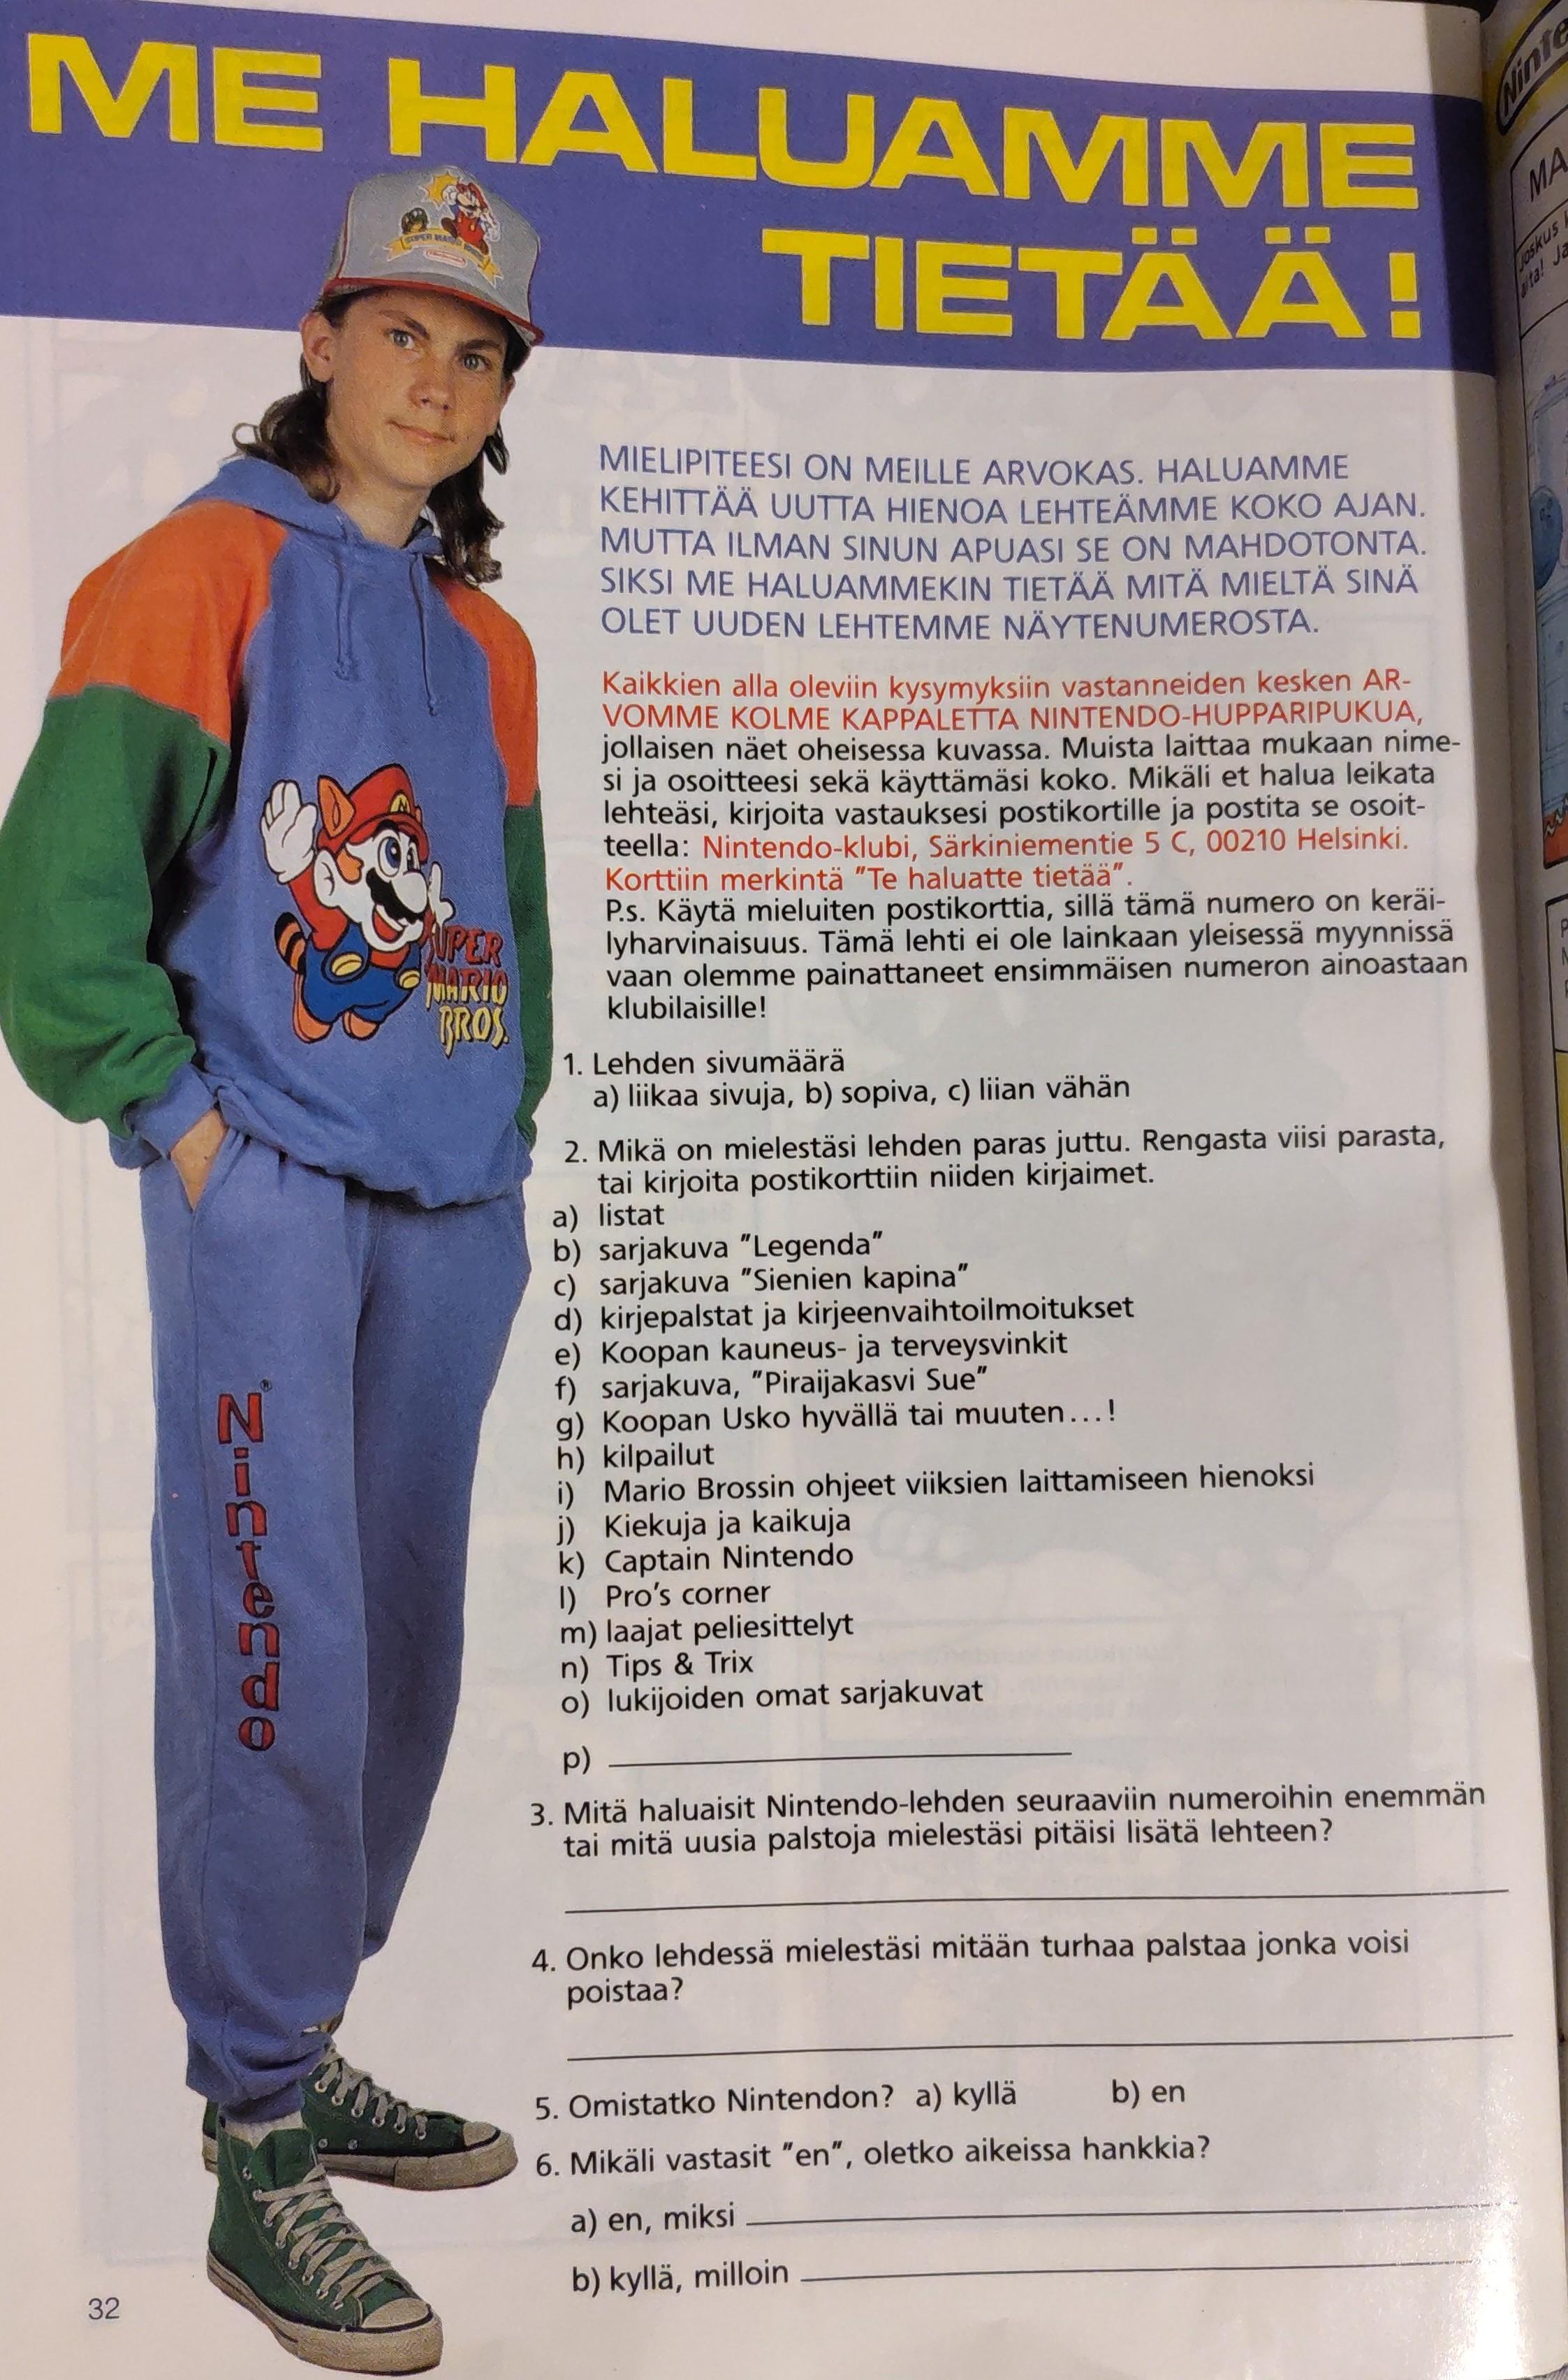 ME HALUAMME
TIETÄÄ!
SUPER MARIO BROS.
MIELIPITEESI ON MEILLE ARVOKAS. HALUAMME
KEHITTÄÄ UUTTA HIENOA LEHTEÄMME KOKO AJAN.
MUTTA ILMAN SINUN APUASI SE ON MAHDOTONTA.
SIKSI ME HALUAMMEKIN TIETÄÄ MITÄ MIELTÄ SINÄ
OLET UUDEN LEHTEMME NÄYTENUMEROSTA.
Kaikkien alla oleviin kysymyksiin vastanneiden kesken AR-
VOMME KOLME KAPPALETTA NINTENDO-HUPPARIPUKUA,
jollaisen näet oheisessa kuvassa. Muista laittaa mukaan nime-
si ja osoitteesi sekä käyttämäsi koko. Mikäli et halua leikata
lehteäsi, kirjoita vastauksesi postikortille ja postita se osoit-
teella: Nintendo-klubi, Särkiniementie 5 C, 00210 Helsinki.
Korttiin merkintä "Te haluatte tietää".
P.s. Käytä mieluiten postikorttia, sillä tämä numero on keräi-
lyharvinaisuus. Tämä lehti ei ole lainkaan yleisessä myynnissä
vaan olemme painattaneet ensimmäisen numeron ainoastaan
klubilaisille!
SUPER
MARIO
BROS.
1. Lehden sivumäärä
a) liikaa sivuja, b) sopiva, c) liian vähän
2. Mikä on mielestäsi lehden paras juttu. Rengasta viisi parasta,
tai kirjoita postikorttiin niiden kirjaimet.
a) listat
b) sarjakuva "Legenda"
c) sarjakuva "Sienien kapina"
d) kirjepalstat ja kirjeenvaihtoilmoitukset
e) Koopan kauneus- ja terveysvinkit
f) sarjakuva, "Piraijakasvi Sue"
g) Koopan Usko hyvällä tai muuten...!
h) kilpailut
i) Mario Brossin ohjeet viiksien laittamiseen hienoksi
j) Kiekuja ja kaikuja
k) Captain Nintendo
l) Pro's corner
m) laajat peliesittelyt
n) Tips & Trix
o) lukijoiden omat sarjakuvat
p)
Nintendo®
3. Mitä haluaisit Nintendo-lehden seuraaviin numeroihin enemmän
tai mitä uusia palstoja mielestäsi pitäisi lisätä lehteen?
4. Onko lehdessä mielestäsi mitään turhaa palstaa jonka voisi
poistaa?
5. Omistatko Nintendon? a) kyllä b) en
6. Mikäli vastasit "en", oletko aikeissa hankkia?
a) en, miksi
b) kyllä, milloin
32